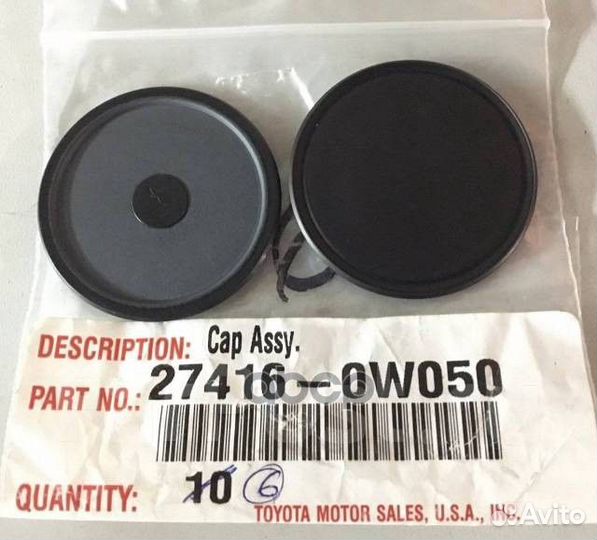 DESCRIPTION: Cap Assy.
PART NO.: 27416-0W050
QUANTITY: 10 6
TOYOTA MOTOR SALES, U.S.A., INC.
Avito